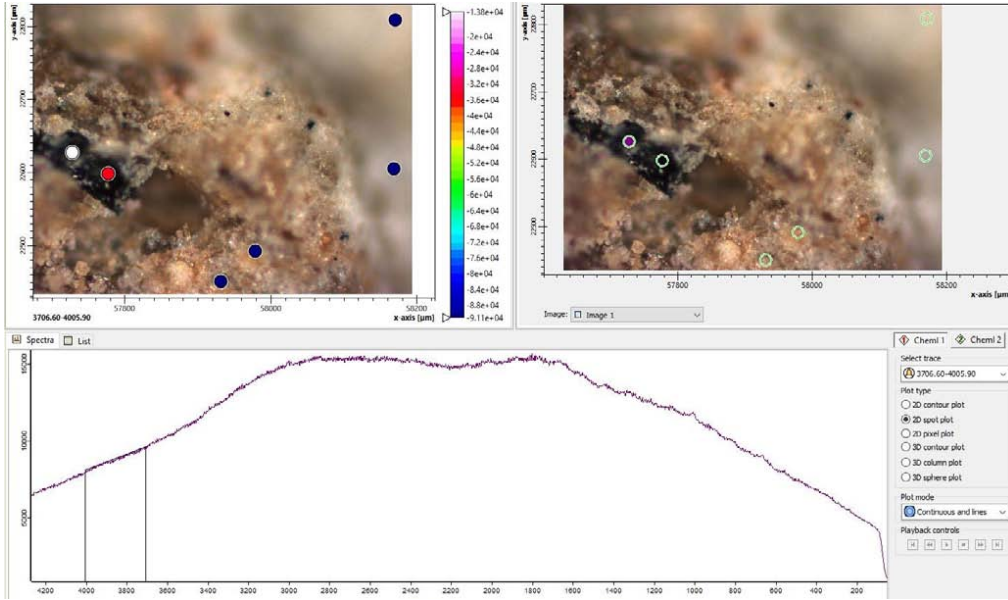 y-axis [µm]
22800
22700
22600
22500
57800
58000
58200
x-axis [µm]
3706.60-4005.90
-1.38e+04
-2e+04
-2.4e+04
-2.8e+04
-3.2e+04
-3.6e+04
-4e+04
-4.4e+04
-4.8e+04
-5.2e+04
-5.6e+04
-6e+04
-6.4e+04
-6.8e+04
-7.2e+04
-7.6e+04
-8e+04
-8.4e+04
-8.8e+04
-9.11e+04
y-axis [µm]
22800
22700
22600
22500
57800
58000
58200
x-axis [µm]
Image: Image 1
Spectra List
15000
10000
5000
4200 4000 3800 3600 3400 3200 3000 2800 2600 2400 2200 2000 1800 1600 1400 1200 1000 800 600 400 200
1 ChemI 1 2 ChemI 2
Select trace
A 3706.60-4005.90
Plot type
2D contour plot
2D spot plot
2D pixel plot
3D contour plot
3D column plot
3D sphere plot
Plot mode
Continuous and lines
Playback controls